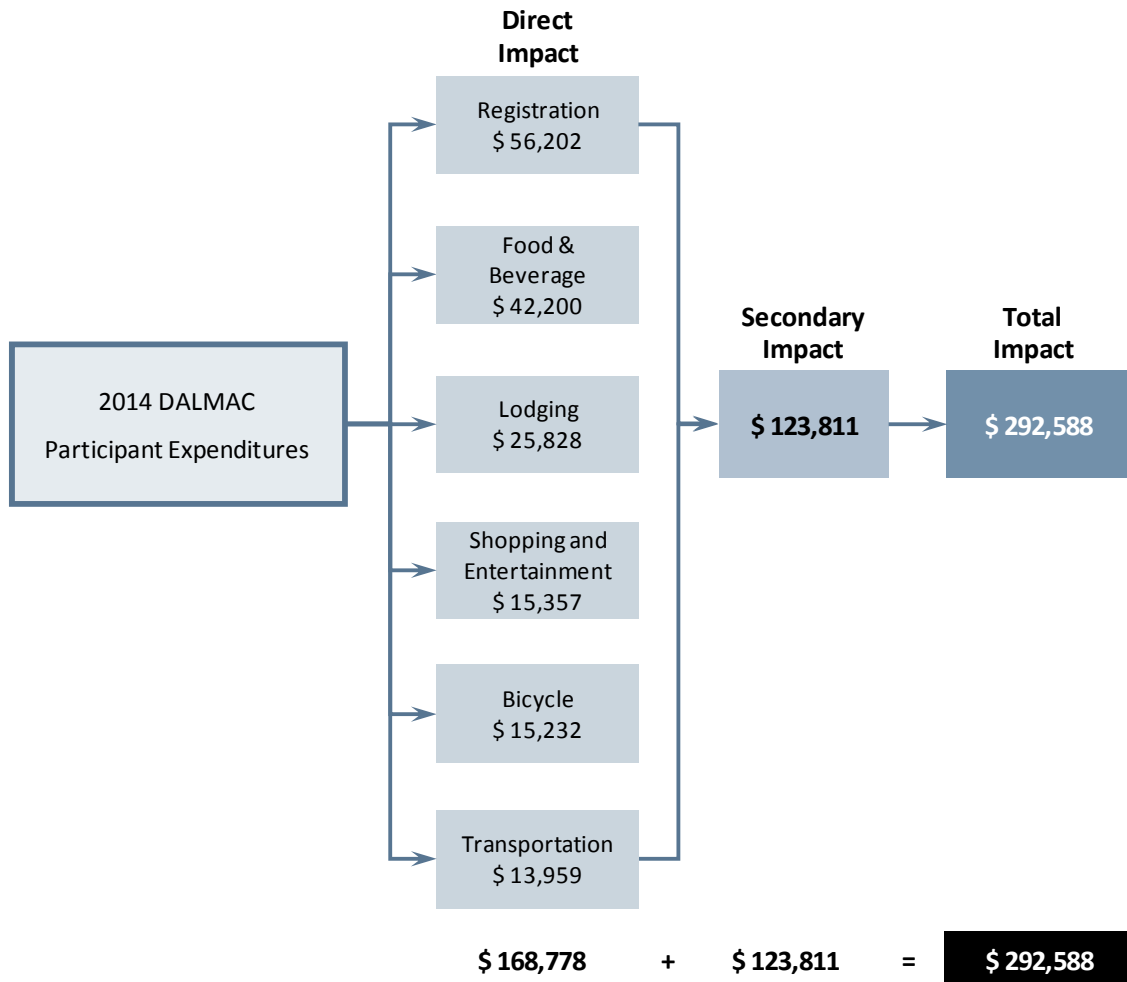 Direct
Impact
Registration
$ 56,202
Food &
Beverage
$ 42,200
2014 DALMAC
Participant Expenditures
Lodging
$ 25,828
Shopping and
Entertainment
$ 15,357
Bicycle
$ 15,232
Transportation
$ 13,959
Secondary
Impact
$ 123,811
Total
Impact
$ 292,588
$ 168,778 + $ 123,811 = $ 292,588